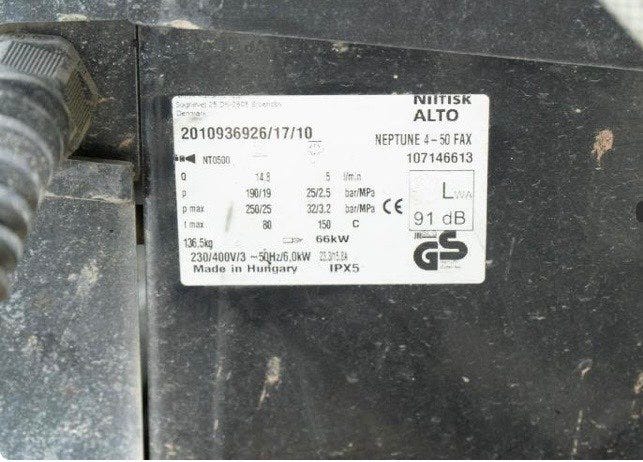 Nilfisk
ALTO
Denmark
2010936926/17/10
NEPTUNE 4-50 FAX
107146613
NT0500
Q 14.8 5 l/min
p 190/19 25/2.5 bar/MPa
p max 250/25 32/3.2 bar/MPa
t max 80 150 C
CE
LWA
91 dB
136,5kg 66kW
230/400V/3 ~50Hz/6,0kW
Made in Hungary IPX5
GS